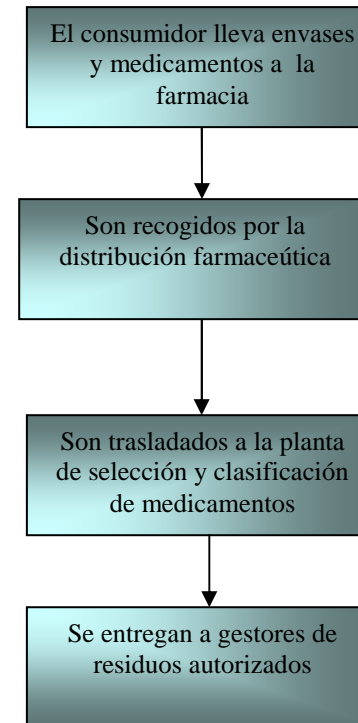 El consumidor lleva envases
y medicamentos a la
farmacia
Son recogidos por la
distribución farmaceútica
Son trasladados a la planta
de selección y clasificación
de medicamentos
Se entregan a gestores de
residuos autorizados